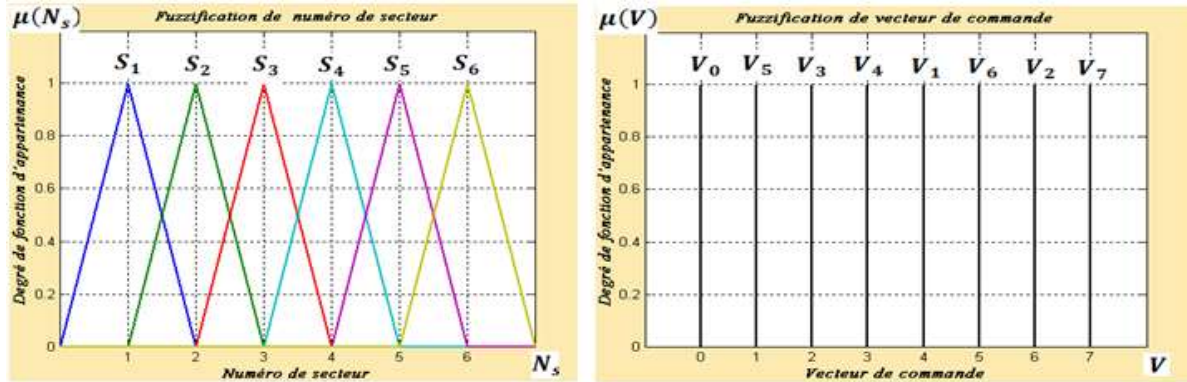 μ(Nₛ)
Fuzzification de numéro de secteur
S₁ S₂ S₃ S₄ S₅ S₆
Degré de fonction d'appartenance
1
0.8
0.6
0.4
0.2
0
1 2 3 4 5 6
Nₛ
Numéro de secteur
μ(V)
Fuzzification de vecteur de commande
V₀ V₅ V₃ V₄ V₁ V₆ V₂ V₇
Degré de fonction d'appartenance
1
0.8
0.6
0.4
0.2
0
0 1 2 3 4 5 6 7
V
Vecteur de commande